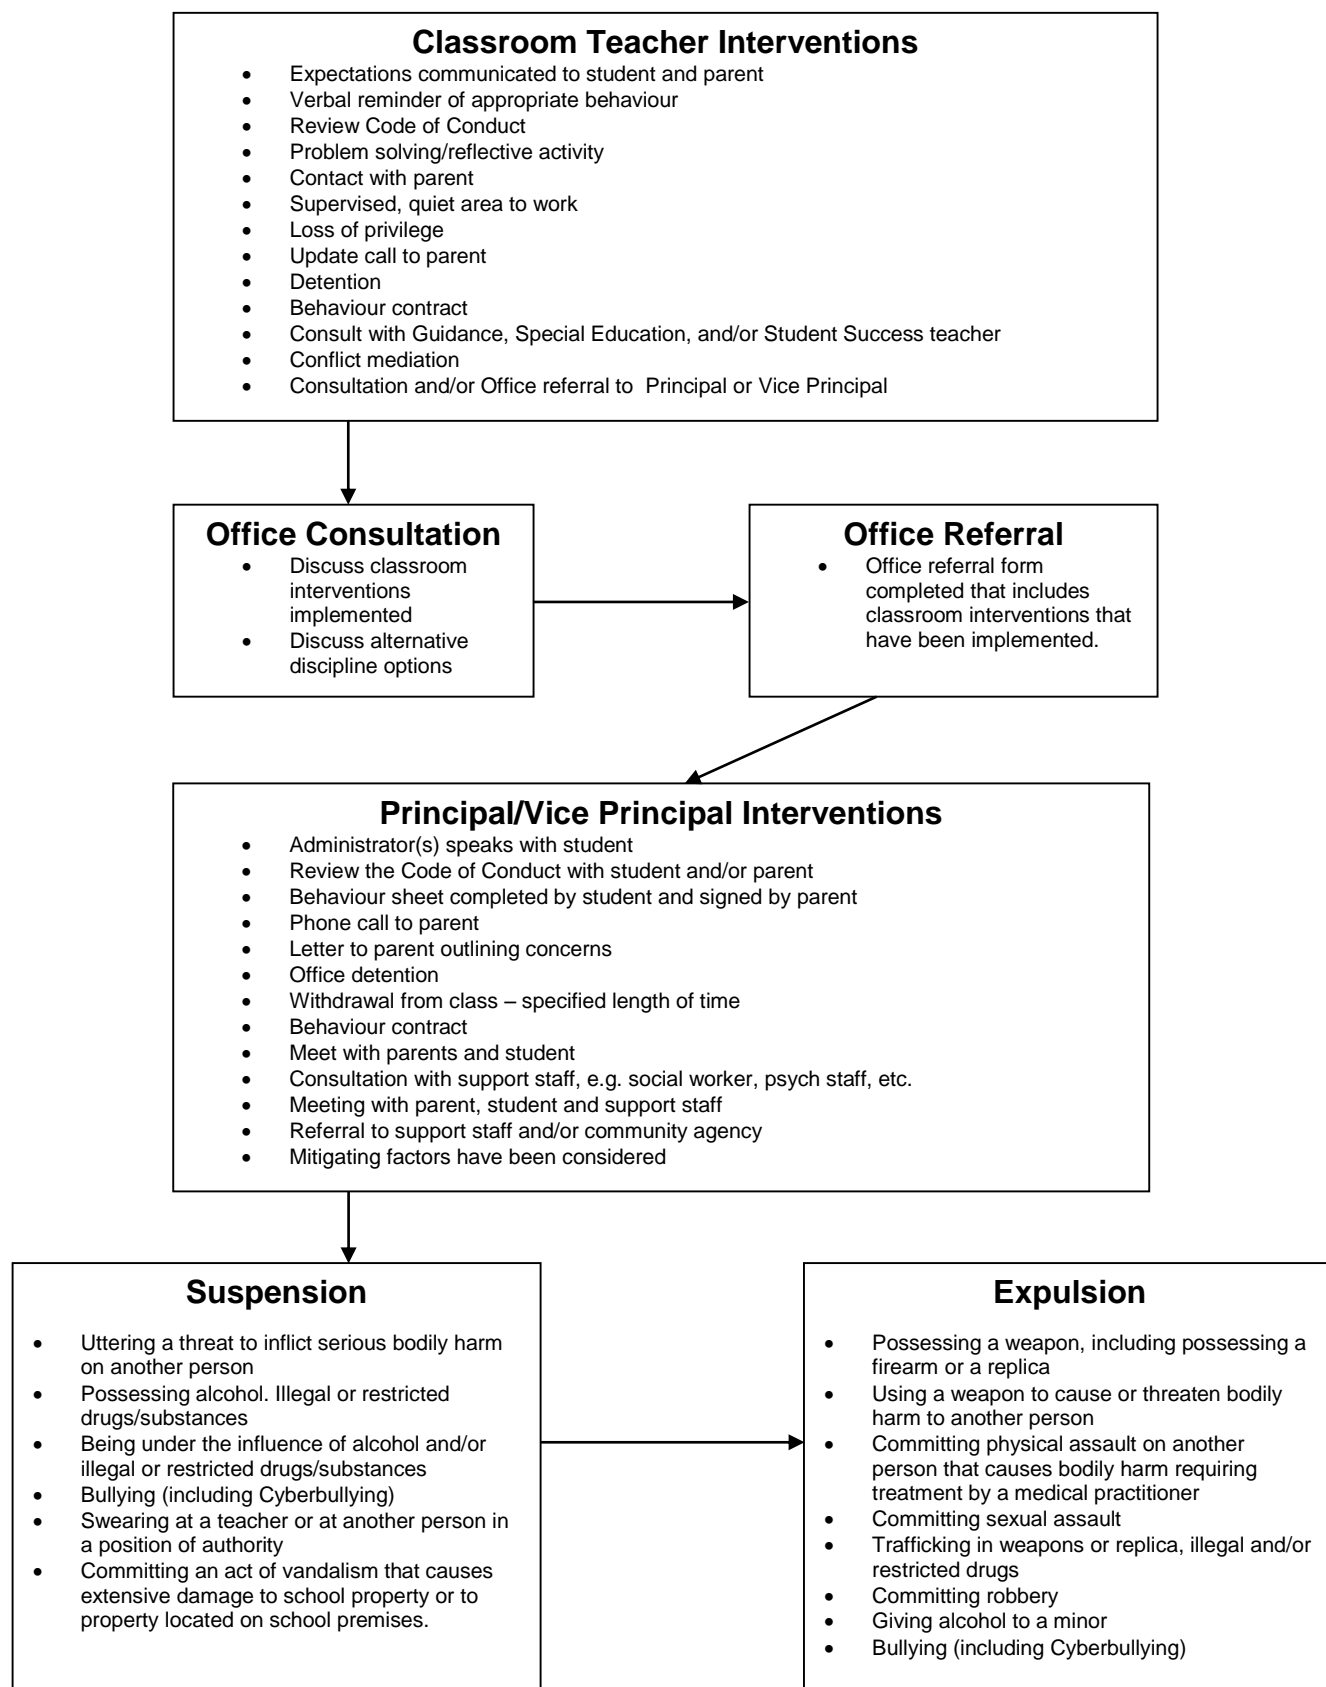 Classroom Teacher Interventions
• Expectations communicated to student and parent
• Verbal reminder of appropriate behaviour
• Review Code of Conduct
• Problem solving/reflective activity
• Contact with parent
• Supervised, quiet area to work
• Loss of privilege
• Update call to parent
• Detention
• Behaviour contract
• Consult with Guidance, Special Education, and/or Student Success teacher
• Conflict mediation
• Consultation and/or Office referral to  Principal or Vice Principal
Office Consultation
• Discuss classroom
interventions
implemented
• Discuss alternative
discipline options
Office Referral
• Office referral form
completed that includes
classroom interventions that
have been implemented.
Principal/Vice Principal Interventions
• Administrator(s) speaks with student
• Review the Code of Conduct with student and/or parent
• Behaviour sheet completed by student and signed by parent
• Phone call to parent
• Letter to parent outlining concerns
• Office detention
• Withdrawal from class – specified length of time
• Behaviour contract
• Meet with parents and student
• Consultation with support staff, e.g. social worker, psych staff, etc.
• Meeting with parent, student and support staff
• Referral to support staff and/or community agency
• Mitigating factors have been considered
Suspension
• Uttering a threat to inflict serious bodily harm
on another person
• Possessing alcohol. Illegal or restricted
drugs/substances
• Being under the influence of alcohol and/or
illegal or restricted drugs/substances
• Bullying (including Cyberbullying)
• Swearing at a teacher or at another person in
a position of authority
• Committing an act of vandalism that causes
extensive damage to school property or to
property located on school premises.
Expulsion
• Possessing a weapon, including possessing a
firearm or a replica
• Using a weapon to cause or threaten bodily
harm to another person
• Committing physical assault on another
person that causes bodily harm requiring
treatment by a medical practitioner
• Committing sexual assault
• Trafficking in weapons or replica, illegal and/or
restricted drugs
• Committing robbery
• Giving alcohol to a minor
• Bullying (including Cyberbullying)